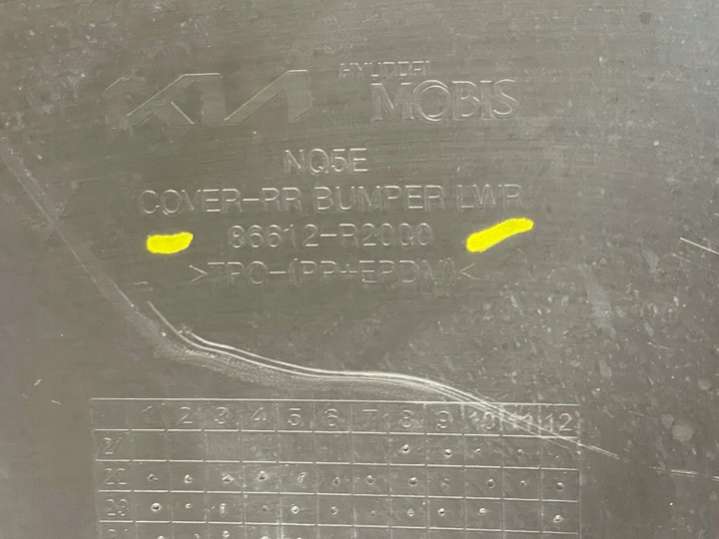 KIA HYUNDAI MOBIS
NQ5E
COVER-RR BUMPER LWR
86612-R2000
>TPO-(PP+EPDM)<
1 2 3 4 5 6 7 8 9 10 11 12
21
22
23